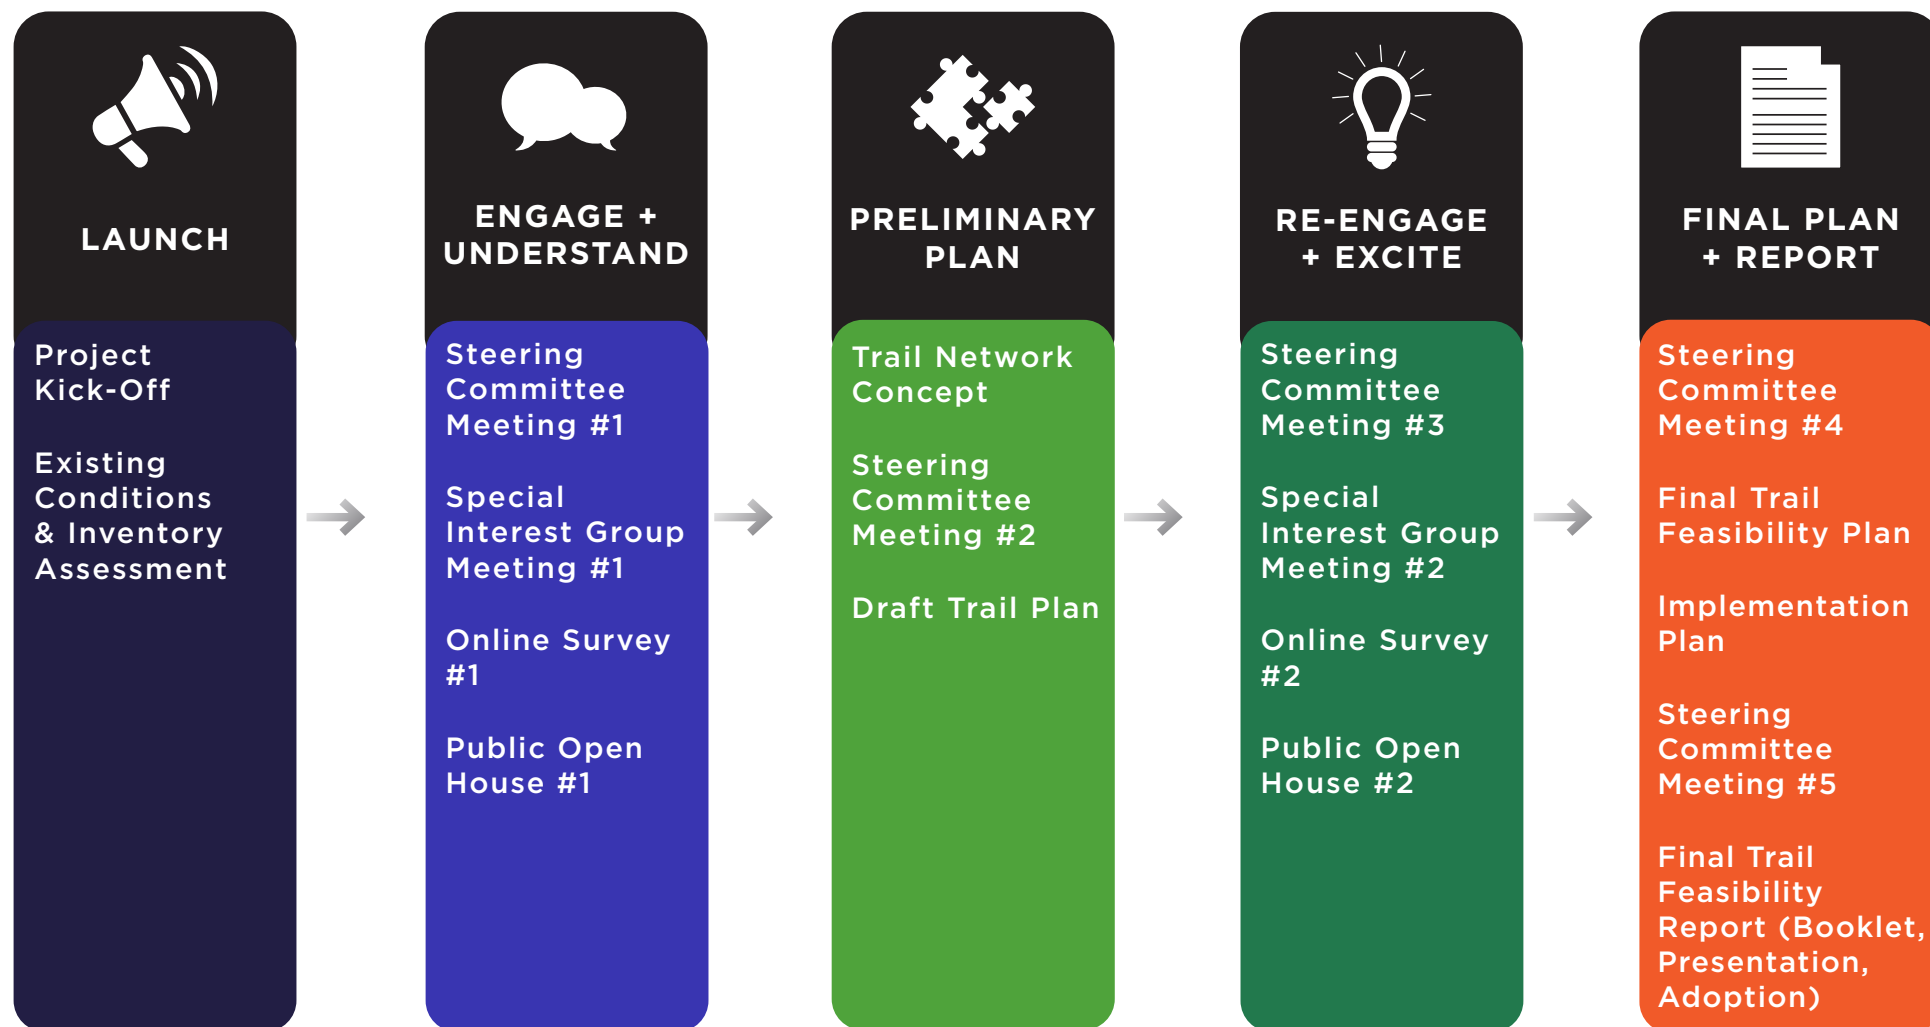 LAUNCH
Project
Kick-Off
Existing
Conditions
& Inventory
Assessment
ENGAGE +
UNDERSTAND
Steering
Committee
Meeting #1
Special
Interest Group
Meeting #1
Online Survey
#1
Public Open
House #1
PRELIMINARY
PLAN
Trail Network
Concept
Steering
Committee
Meeting #2
Draft Trail Plan
RE-ENGAGE
+ EXCITE
Steering
Committee
Meeting #3
Special
Interest Group
Meeting #2
Online Survey
#2
Public Open
House #2
FINAL PLAN
+ REPORT
Steering
Committee
Meeting #4
Final Trail
Feasibility Plan
Implementation
Plan
Steering
Committee
Meeting #5
Final Trail
Feasibility
Report (Booklet,
Presentation,
Adoption)